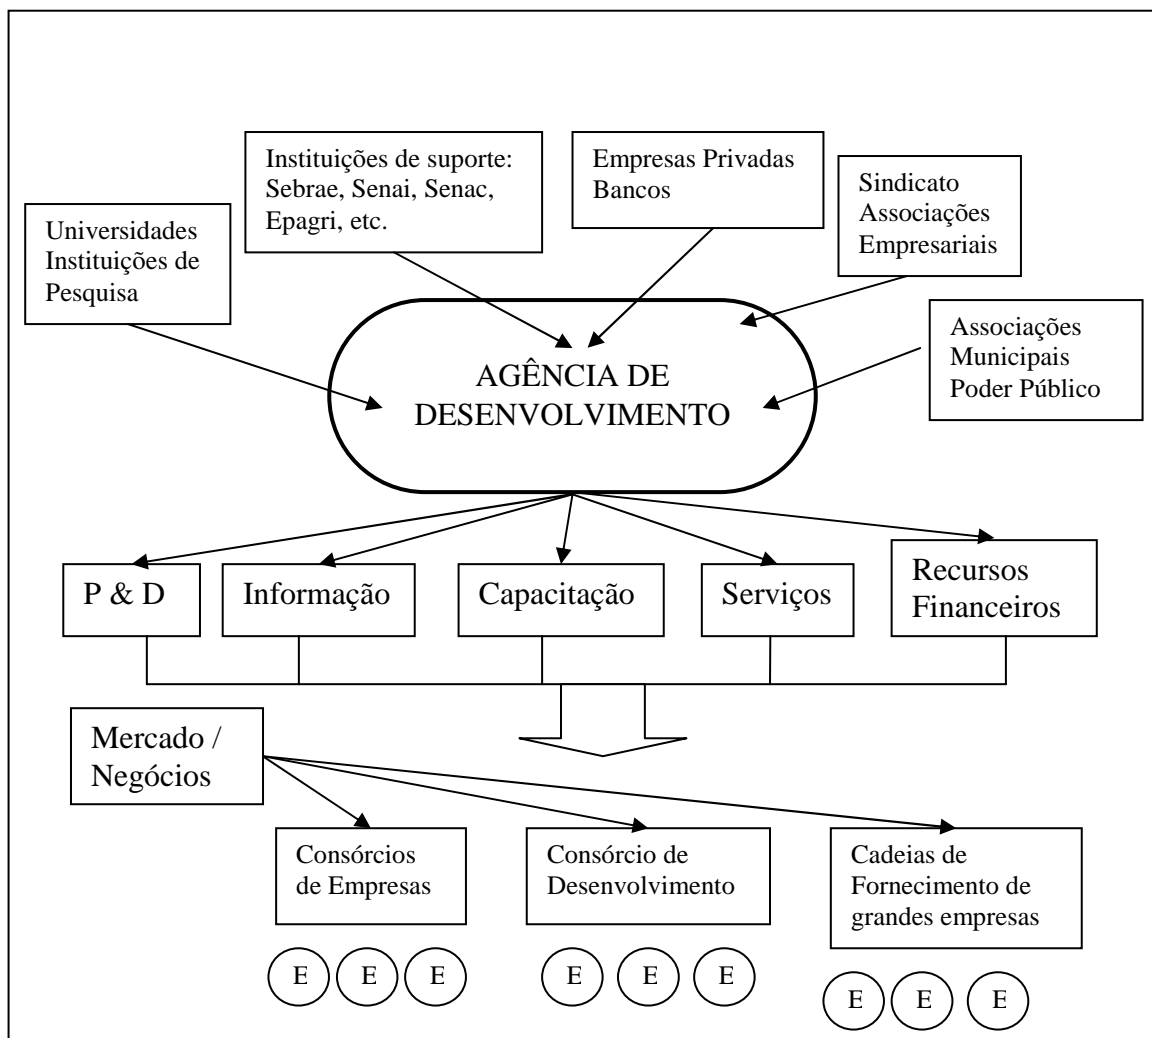 Instituições de suporte:
Sebrae, Senai, Senac,
Epagri, etc.
Empresas Privadas
Bancos
Sindicato
Associações
Empresariais
Universidades
Instituições de
Pesquisa
Associações
Municipais
Poder Público
AGÊNCIA DE
DESENVOLVIMENTO
P & D
Informação
Capacitação
Serviços
Recursos
Financeiros
Mercado /
Negócios
Consórcios
de Empresas
Consórcio de
Desenvolvimento
Cadeias de
Fornecimento de
grandes empresas
E E E
E E E
E E E